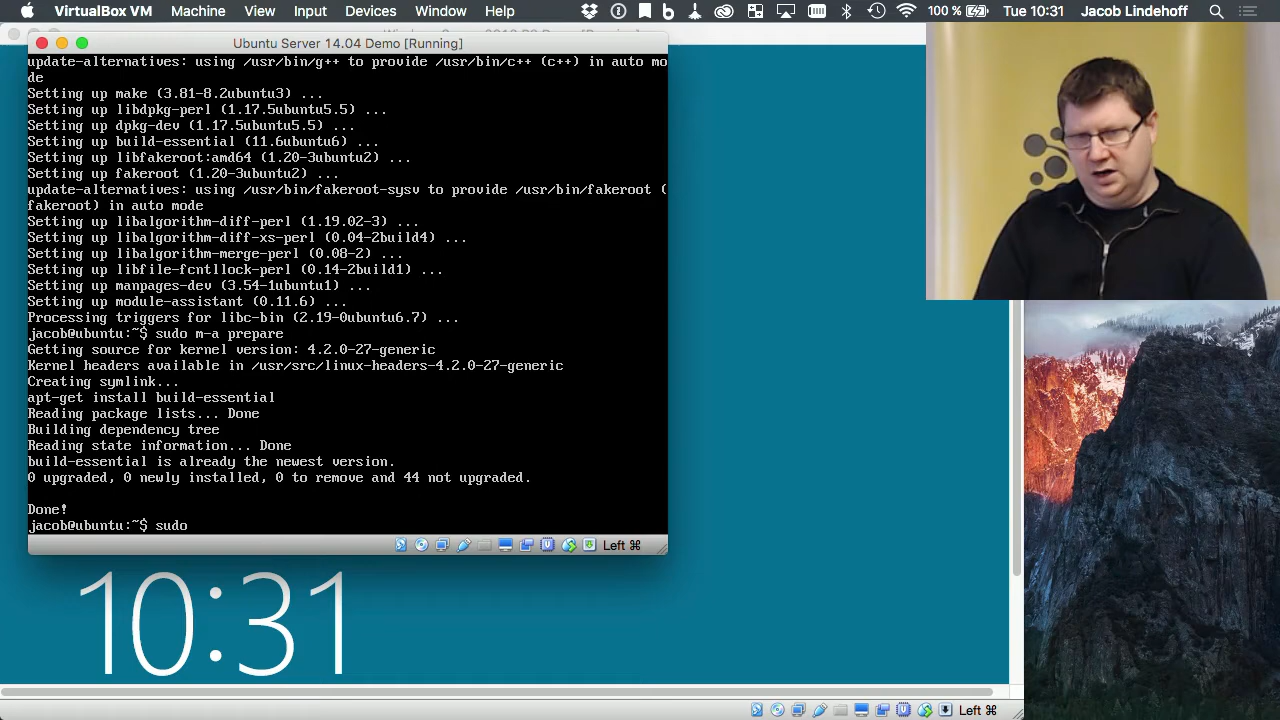 VirtualBox VM Machine View Input Devices Window Help 100 % Tue 10:31 Jacob Lindehoff
Ubuntu Server 14.04 Demo [Running]
update-alternatives: using /usr/bin/g++ to provide /usr/bin/c++ (c++) in auto mo
de
Setting up make (3.81-8.2ubuntu3) ...
Setting up libdpkg-perl (1.17.5ubuntu5.5) ...
Setting up dpkg-dev (1.17.5ubuntu5.5) ...
Setting up build-essential (11.6ubuntu6) ...
Setting up libfakeroot:amd64 (1.20-3ubuntu2) ...
Setting up fakeroot (1.20-3ubuntu2) ...
update-alternatives: using /usr/bin/fakeroot-sysv to provide /usr/bin/fakeroot (
fakeroot) in auto mode
Setting up libalgorithm-diff-perl (1.19.02-3) ...
Setting up libalgorithm-diff-xs-perl (0.04-2build4) ...
Setting up libalgorithm-merge-perl (0.08-2) ...
Setting up libfile-fcntllock-perl (0.14-2build1) ...
Setting up manpages-dev (3.54-1ubuntu1) ...
Setting up module-assistant (0.11.6) ...
Processing triggers for libc-bin (2.19-0ubuntu6.7) ...
jacob@ubuntu:~$ sudo m-a prepare
Getting source for kernel version: 4.2.0-27-generic
Kernel headers available in /usr/src/linux-headers-4.2.0-27-generic
Creating symlink...
apt-get install build-essential
Reading package lists... Done
Building dependency tree
Reading state information... Done
build-essential is already the newest version.
0 upgraded, 0 newly installed, 0 to remove and 44 not upgraded.
Done!
jacob@ubuntu:~$ sudo
Left ⌘
10:31
Left ⌘